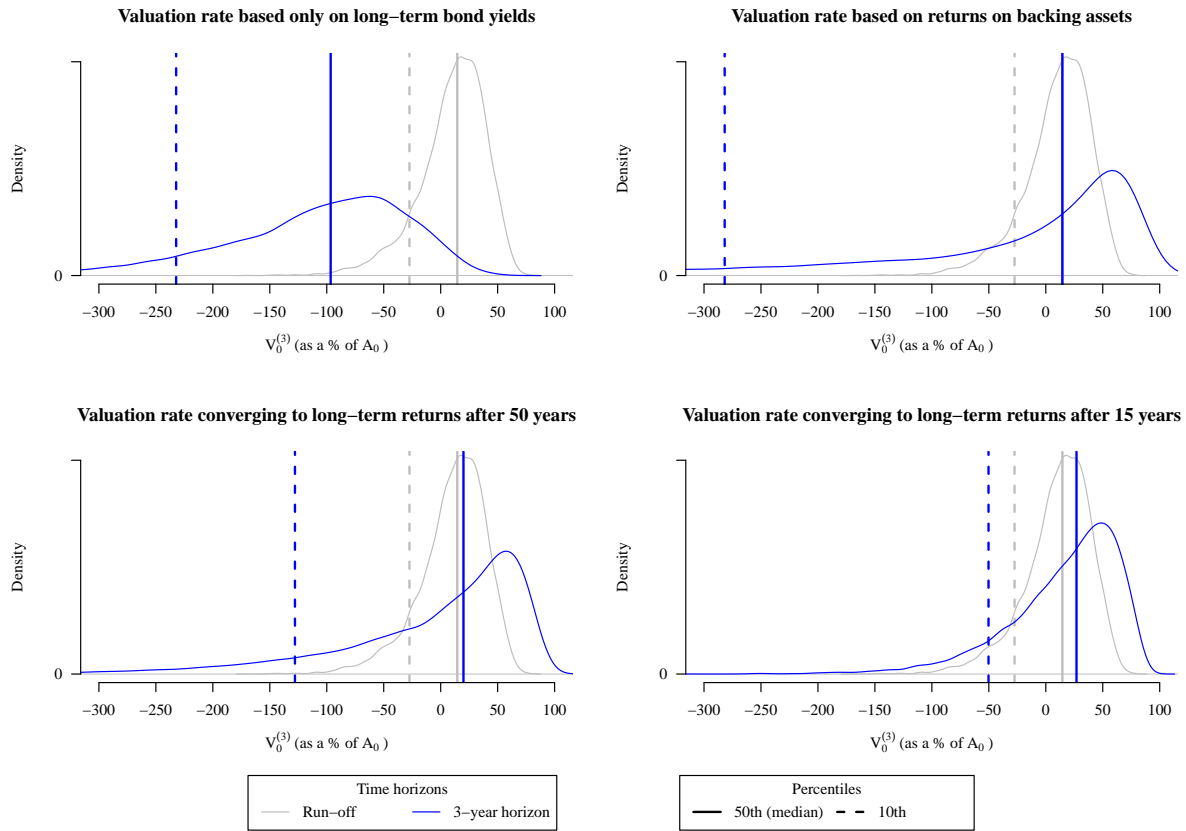 Valuation rate based only on long−term bond yields
Density
0
−300 −250 −200 −150 −100 −50 0 50 100
V₀⁽³⁾ (as a % of A₀ )
Valuation rate based on returns on backing assets
Density
0
−300 −250 −200 −150 −100 −50 0 50 100
V₀⁽³⁾ (as a % of A₀ )
Valuation rate converging to long−term returns after 50 years
Density
0
−300 −250 −200 −150 −100 −50 0 50 100
V₀⁽³⁾ (as a % of A₀ )
Valuation rate converging to long−term returns after 15 years
Density
0
−300 −250 −200 −150 −100 −50 0 50 100
V₀⁽³⁾ (as a % of A₀ )
Time horizons
Run−off 3−year horizon
Percentiles
50th (median) 10th